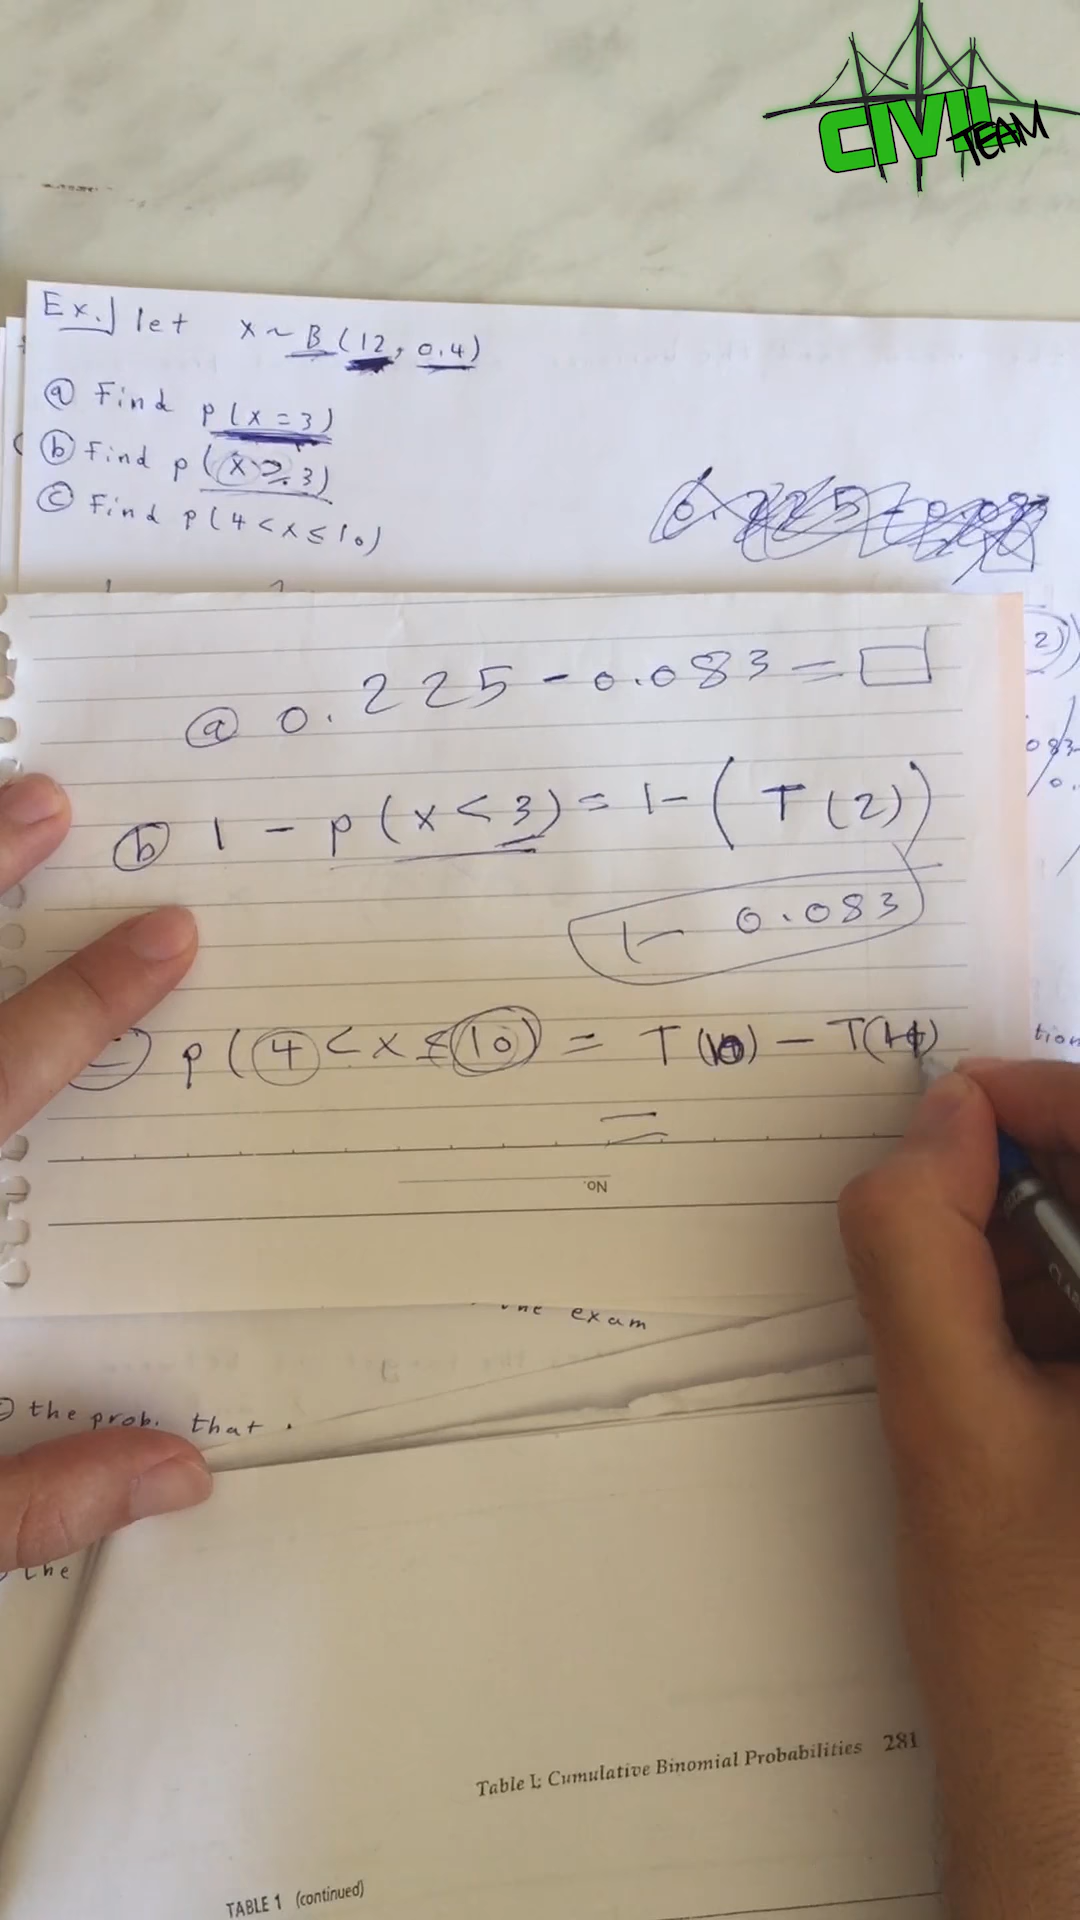 CIVIL TEAM
Ex. let x ~ B (12, 0.4)
ⓐ Find p(x = 3)
ⓑ Find p(x ≥ 3)
ⓒ Find p(4 < x ≤ 10)
ⓐ 0.225 - 0.083 = □
ⓑ 1 - p(x < 3) = 1 - (T(2))
1 - 0.083
p(4 < x ≤ 10) = T(10) - T(4)
=
No.
the exam
the prob. that
the
Table I: Cumulative Binomial Probabilities 281
TABLE 1 (continued)